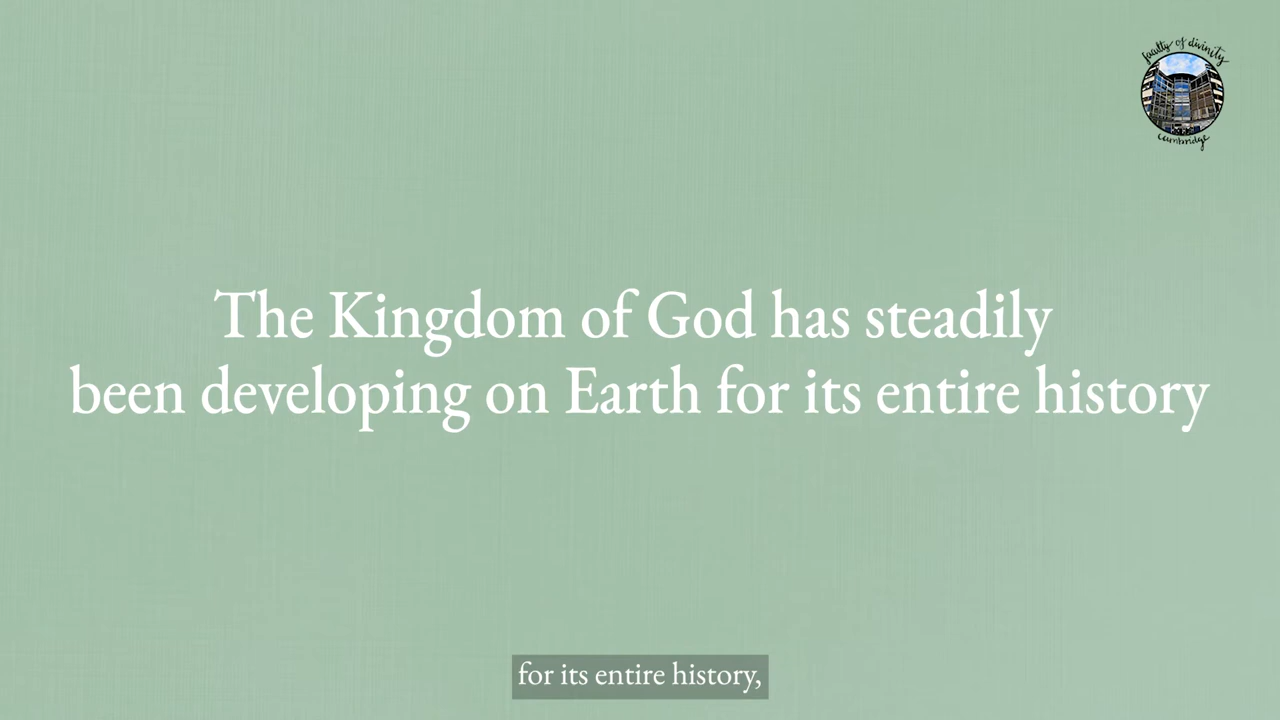 faculty of divinity
cambridge
The Kingdom of God has steadily
been developing on Earth for its entire history
for its entire history,